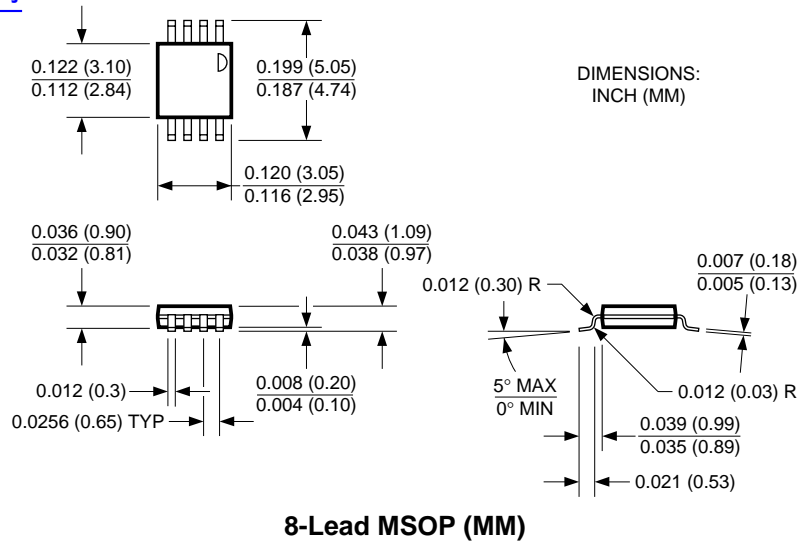 0.122 (3.10)
0.112 (2.84)
0.199 (5.05)
0.187 (4.74)
DIMENSIONS:
INCH (MM)
0.120 (3.05)
0.116 (2.95)
0.036 (0.90)
0.032 (0.81)
0.043 (1.09)
0.038 (0.97)
0.007 (0.18)
0.005 (0.13)
0.012 (0.30) R
0.012 (0.3)
0.008 (0.20)
0.004 (0.10)
5° MAX
0° MIN
0.012 (0.03) R
0.0256 (0.65) TYP
0.039 (0.99)
0.035 (0.89)
0.021 (0.53)
8-Lead MSOP (MM)